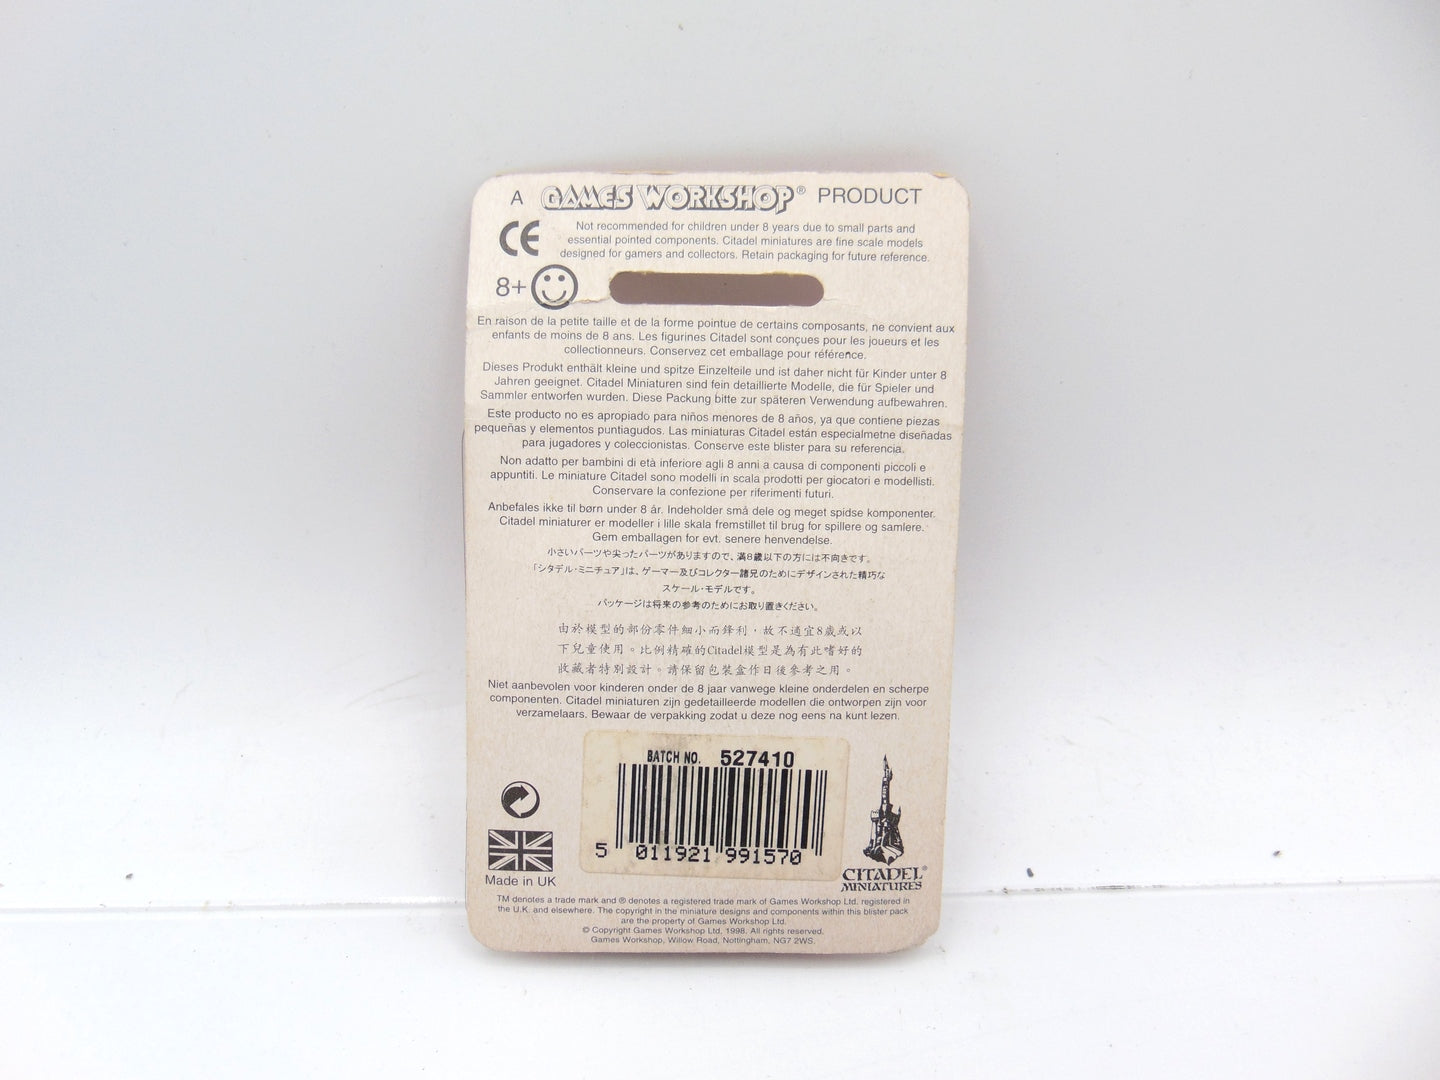 A GAMES WORKSHOP® PRODUCT
CE
Not recommended for children under 8 years due to small parts and
essential pointed components. Citadel miniatures are fine scale models
designed for gamers and collectors. Retain packaging for future reference.
8+
En raison de la petite taille et de la forme pointue de certains composants, ne convient aux
enfants de moins de 8 ans. Les figurines Citadel sont conçues pour les joueurs et les
collectionneurs. Conservez cet emballage pour référence.
Dieses Produkt enthält kleine und spitze Einzelteile und ist daher nicht für Kinder unter 8
Jahren geeignet. Citadel Miniaturen sind fein detaillierte Modelle, die für Spieler und
Sammler entworfen wurden. Diese Packung bitte zur späteren Verwendung aufbewahren.
Este producto no es apropiado para niños menores de 8 años, ya que contiene piezas
pequeñas y elementos puntiagudos. Las miniaturas Citadel están especialmetne diseñadas
para jugadores y coleccionistas. Conserve este blister para su referencia.
Non adatto per bambini di età inferiore agli 8 anni a causa di componenti piccoli e
appuntiti. Le miniature Citadel sono modelli in scala prodotti per giocatori e modellisti.
Conservare la confezione per riferimenti futuri.
Anbefales ikke til børn under 8 år. Indeholder små dele og meget spidse komponenter.
Citadel miniaturer er modeller i lille skala fremstillet til brug for spillere og samlere.
Gem emballagen for evt. senere henvendelse.
小さいパーツや尖ったパーツがありますので、満8歳以下の方には不向きです。
「シタデル・ミニチュア」は、ゲーマー及びコレクター諸兄のためにデザインされた精巧な
スケール・モデルです。
パッケージは将来の参考のためにお取り置きください。
由於模型的部份零件細小而鋒利，故不適宜8歲或以
下兒童使用。比例精確的Citadel模型是為有此嗜好的
收藏者特別設計。請保留包裝盒作日後參考之用。
Niet aanbevolen voor kinderen onder de 8 jaar vanwege kleine onderdelen en scherpe
componenten. Citadel miniaturen zijn gedetailleerde modellen die ontworpen zijn voor
verzamelaars. Bewaar de verpakking zodat u deze nog eens na kunt lezen.
BATCH NO. 527410
5 011921 991570
Made in UK
CITADEL®
MINIATURES
TM denotes a trade mark and ® denotes a registered trade mark of Games Workshop Ltd. registered in
the U.K. and elsewhere. The copyright in the miniature designs and components within this blister pack
are the property of Games Workshop Ltd.
© Copyright Games Workshop Ltd, 1998. All rights reserved.
Games Workshop, Willow Road, Nottingham, NG7 2WS.